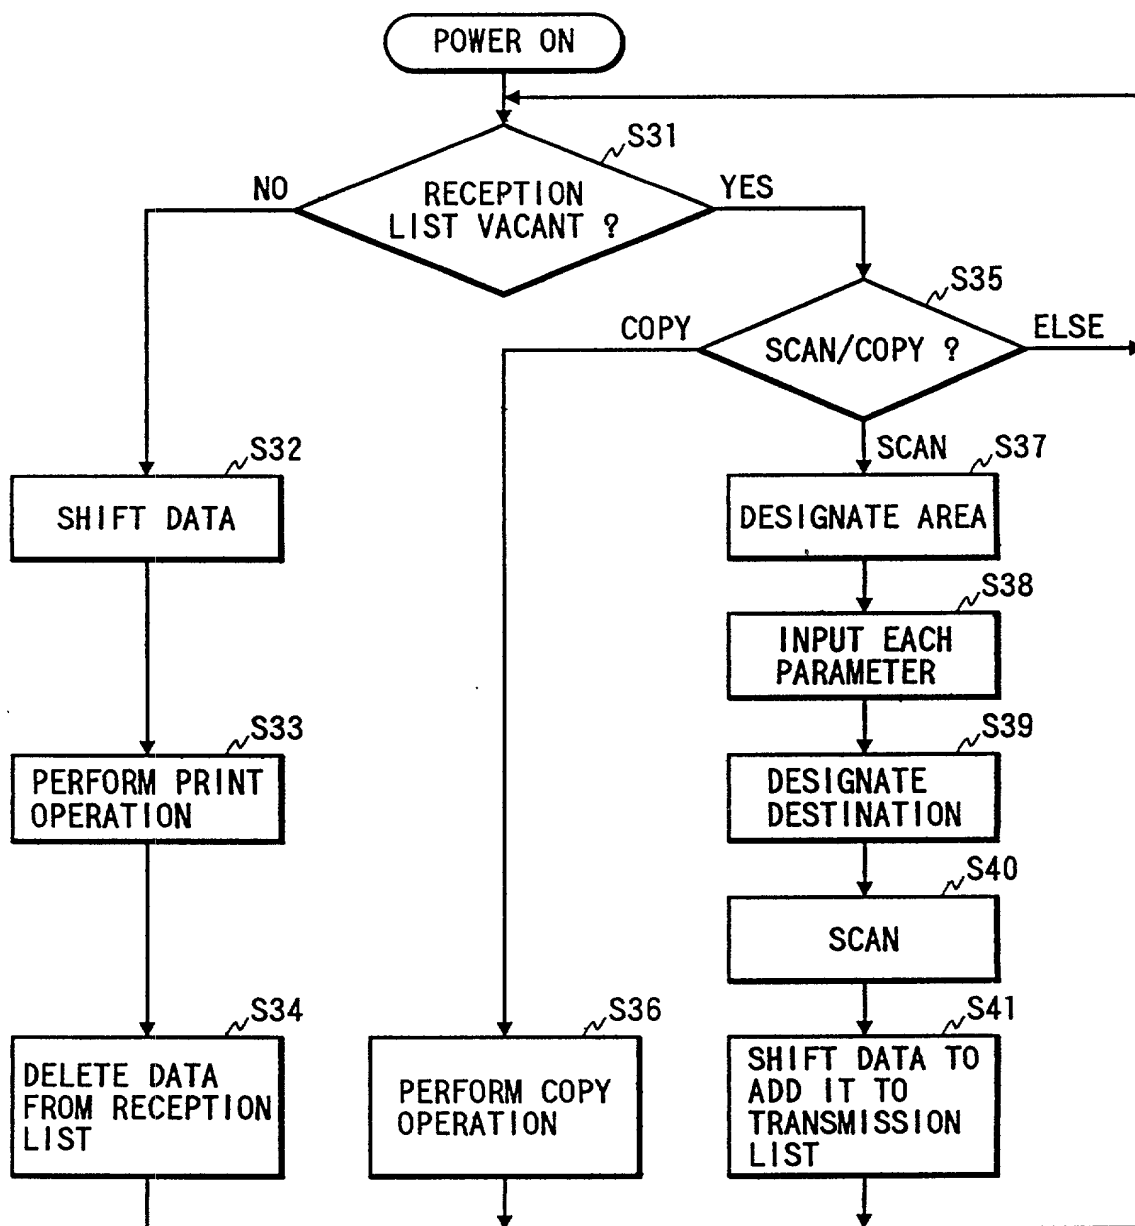 POWER ON
S31
NO
RECEPTION
LIST VACANT ?
YES
S35
COPY
SCAN/COPY ?
ELSE
S32
SCAN
S37
SHIFT DATA
DESIGNATE AREA
S38
INPUT EACH
PARAMETER
S33
S39
PERFORM PRINT
OPERATION
DESIGNATE
DESTINATION
S40
SCAN
S34
S36
S41
DELETE DATA
FROM RECEPTION
LIST
PERFORM COPY
OPERATION
SHIFT DATA TO
ADD IT TO
TRANSMISSION
LIST